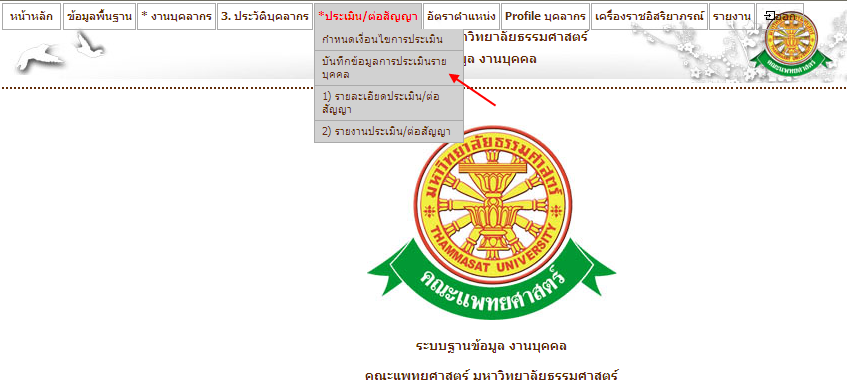 หน้าหลัก ข้อมูลพื้นฐาน * งานบุคลากร 3. ประวัติบุคลากร *ประเมิน/ต่อสัญญา อัตราตำแหน่ง Profile บุคลากร เครื่องราชอิสริยาภรณ์ รายงาน ออก
กำหนดเงื่อนไขการประเมิน
บันทึกข้อมูลการประเมินราย
บุคคล
1) รายละเอียดประเมิน/ต่อ
สัญญา
2) รายงานประเมิน/ต่อสัญญา
วิทยาลัยธรรมศาสตร์
มูล งานบุคคล
คณะแพทยศาสตร์
มหาวิทยาลัยธรรมศาสตร์
THAMMASAT UNIVERSITY
คณะแพทยศาสตร์
ระบบฐานข้อมูล งานบุคคล
คณะแพทยศาสตร์ มหาวิทยาลัยธรรมศาสตร์